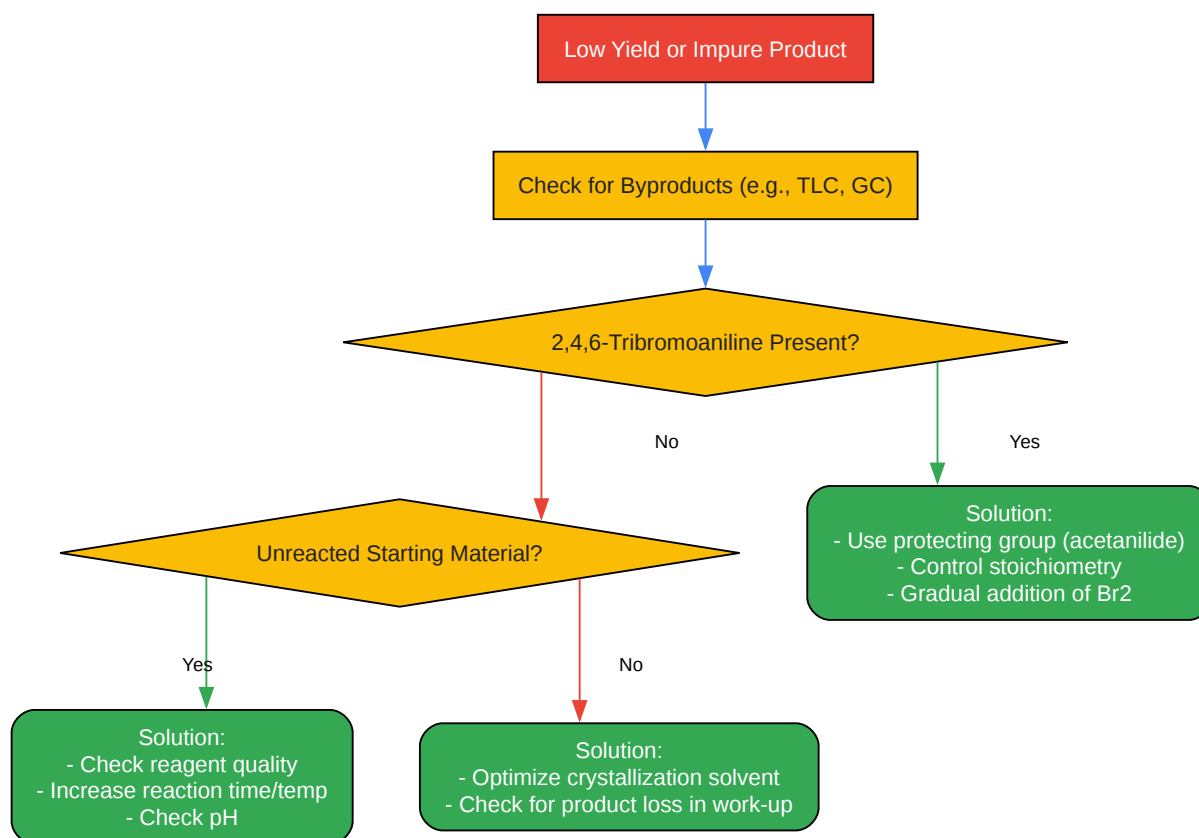 Low Yield or Impure Product
Check for Byproducts (e.g., TLC, GC)
2,4,6-Tribromoaniline Present?
No
Yes
Solution:
- Use protecting group (acetanilide)
- Control stoichiometry
- Gradual addition of Br2
Unreacted Starting Material?
Yes
No
Solution:
- Check reagent quality
- Increase reaction time/temp
- Check pH
Solution:
- Optimize crystallization solvent
- Check for product loss in work-up